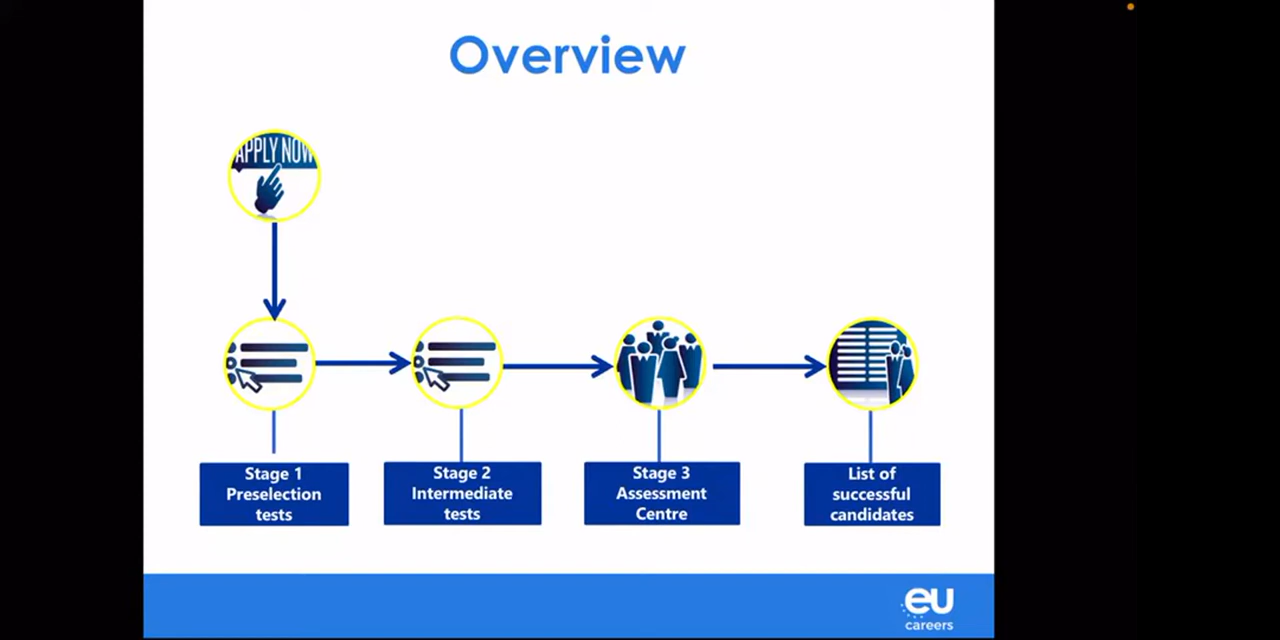 Overview
APPLY NOW
Stage 1
Preselection
tests
Stage 2
Intermediate
tests
Stage 3
Assessment
Centre
List of
successful
candidates
eu
careers